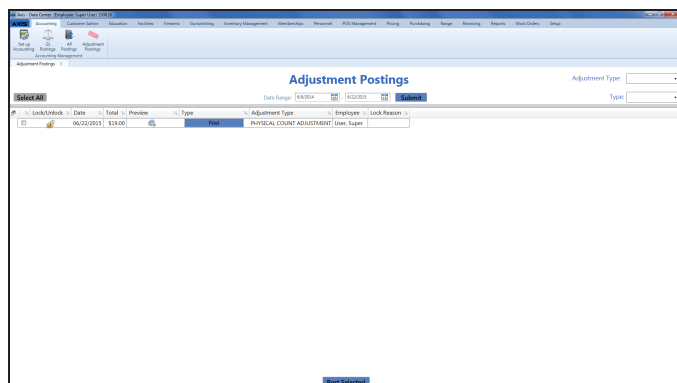 Axis - Data Center (Employee: Super User) 150618
AXIS Accounting Customer Admin Education Facilities Firearms Gunsmithing Inventory Management Memberships Personnel POS Management Pricing Purchasing Range Receiving Reports Work Orders Setup
Set up Accounting GL Postings AP Postings Adjustment Postings
Accounting Management
Adjustment Postings
Adjustment Postings
Adjustment Type:
Select All
Date Range: 6/9/2014 - 6/22/2015 Submit
Type:
Lock/Unlock Date Total Preview Type Adjustment Type Employee Lock Reason
06/22/2015 $19.00 Post PHYSICAL COUNT ADJUSTMENT User, Super
Post Selected